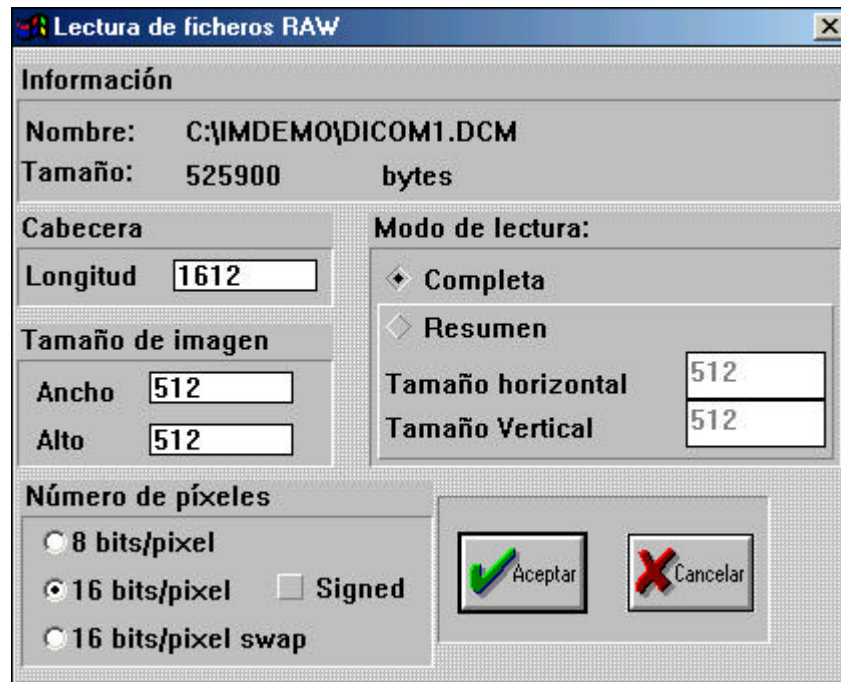 Lectura de ficheros RAW
Información
Nombre: C:\IMDEMO\DICOM1.DCM
Tamaño: 525900 bytes
Cabecera
Longitud 1612
Tamaño de imagen
Ancho 512
Alto 512
Modo de lectura:
Completa
Resumen
Tamaño horizontal 512
Tamaño Vertical 512
Número de píxeles
8 bits/pixel
16 bits/pixel Signed
16 bits/pixel swap
Aceptar
Cancelar